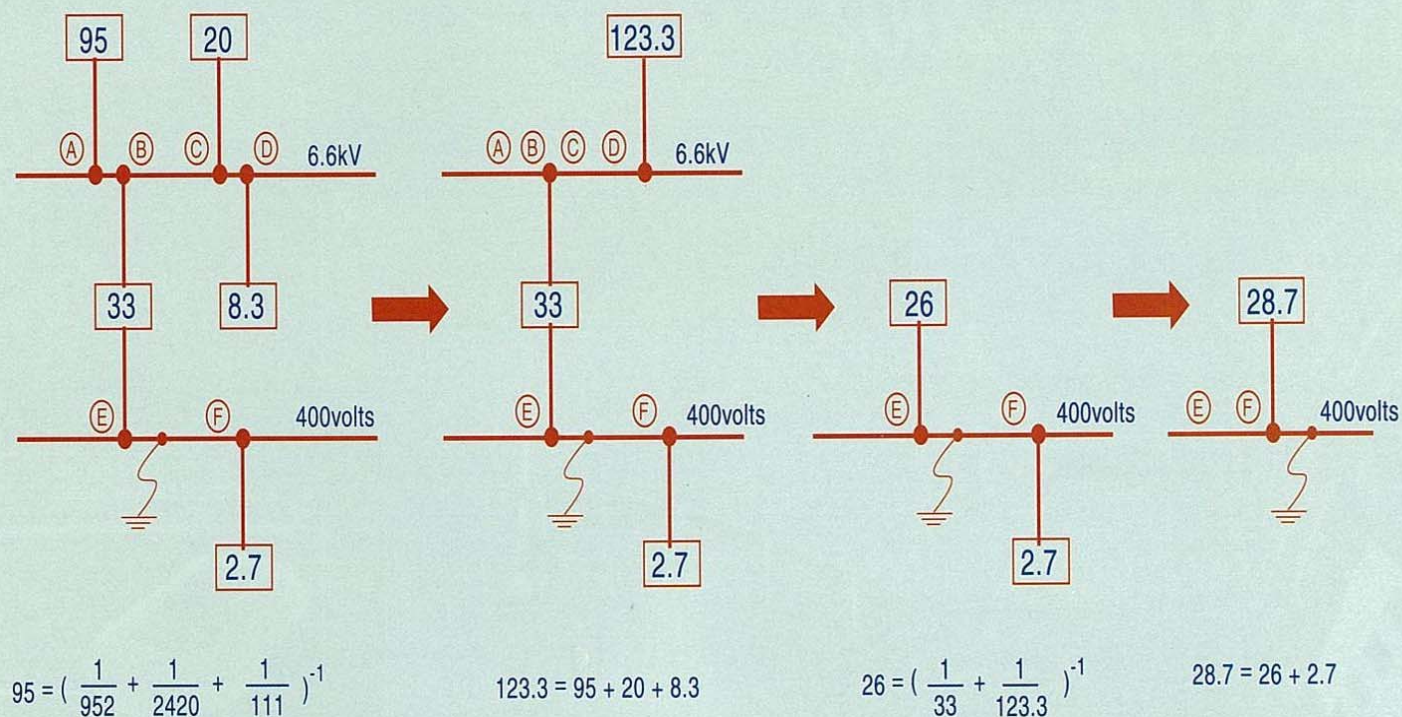 95 20 123.3
Ⓐ Ⓑ Ⓒ Ⓓ 6.6kV Ⓐ Ⓑ Ⓒ Ⓓ 6.6kV
33 8.3 33 26 28.7
Ⓔ Ⓕ 400volts Ⓔ Ⓕ 400volts Ⓔ Ⓕ 400volts Ⓔ Ⓕ 400volts
2.7 2.7 2.7
95 = ( 1/952 + 1/2420 + 1/111 )⁻¹ 123.3 = 95 + 20 + 8.3 26 = ( 1/33 + 1/123.3 )⁻¹ 28.7 = 26 + 2.7